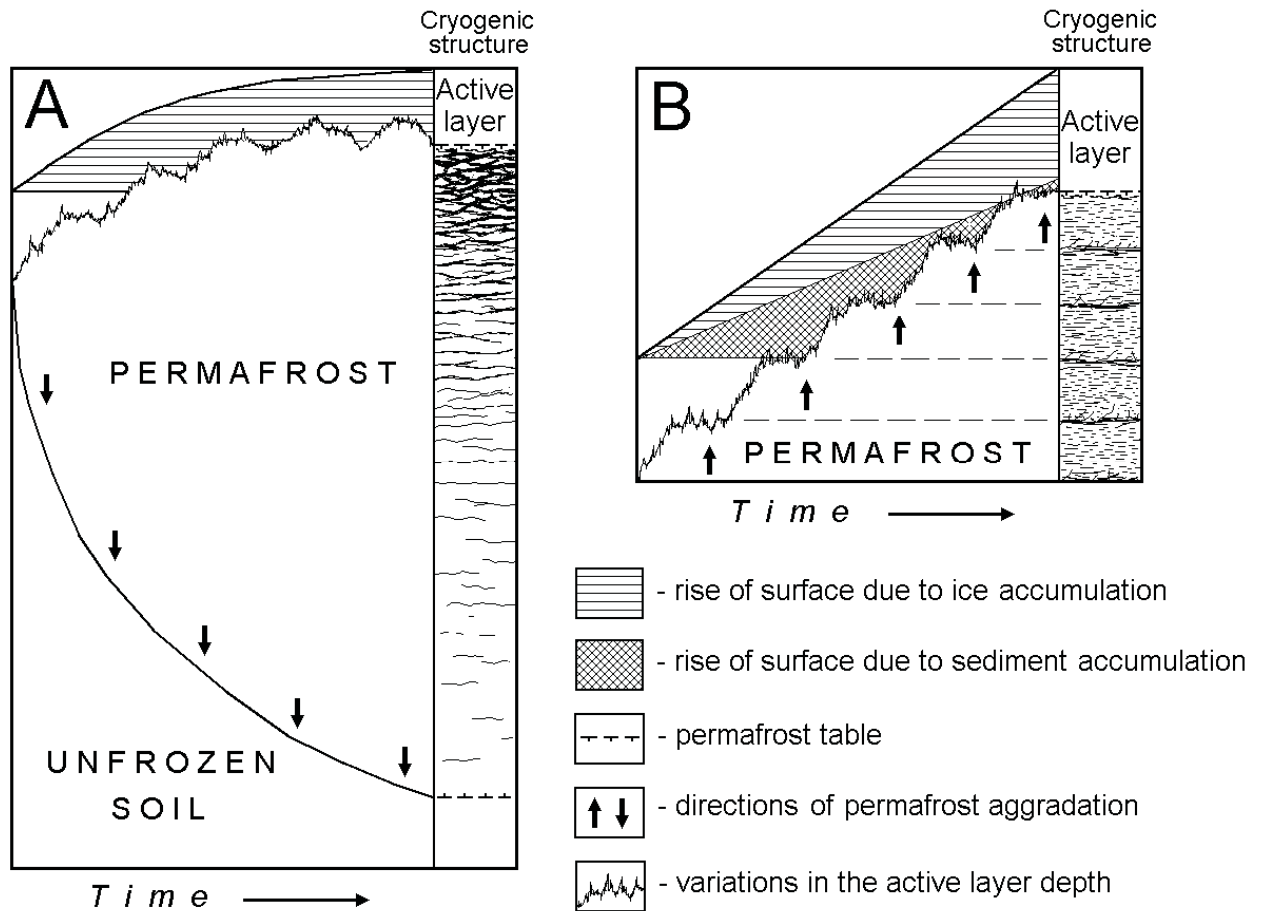 Cryogenic
structure
A
Active
layer
PERMAFROST
UNFROZEN
SOIL
Time
Cryogenic
structure
B
Active
layer
PERMAFROST
Time
- rise of surface due to ice accumulation
- rise of surface due to sediment accumulation
- permafrost table
- directions of permafrost aggradation
- variations in the active layer depth